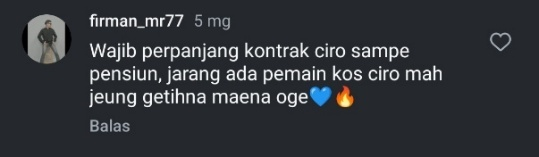 firman_mr77 5 mg
Wajib perpanjang kontrak ciro sampe
pensiun, jarang ada pemain kos ciro mah
jeung getihna maena oge💙🔥
Balas